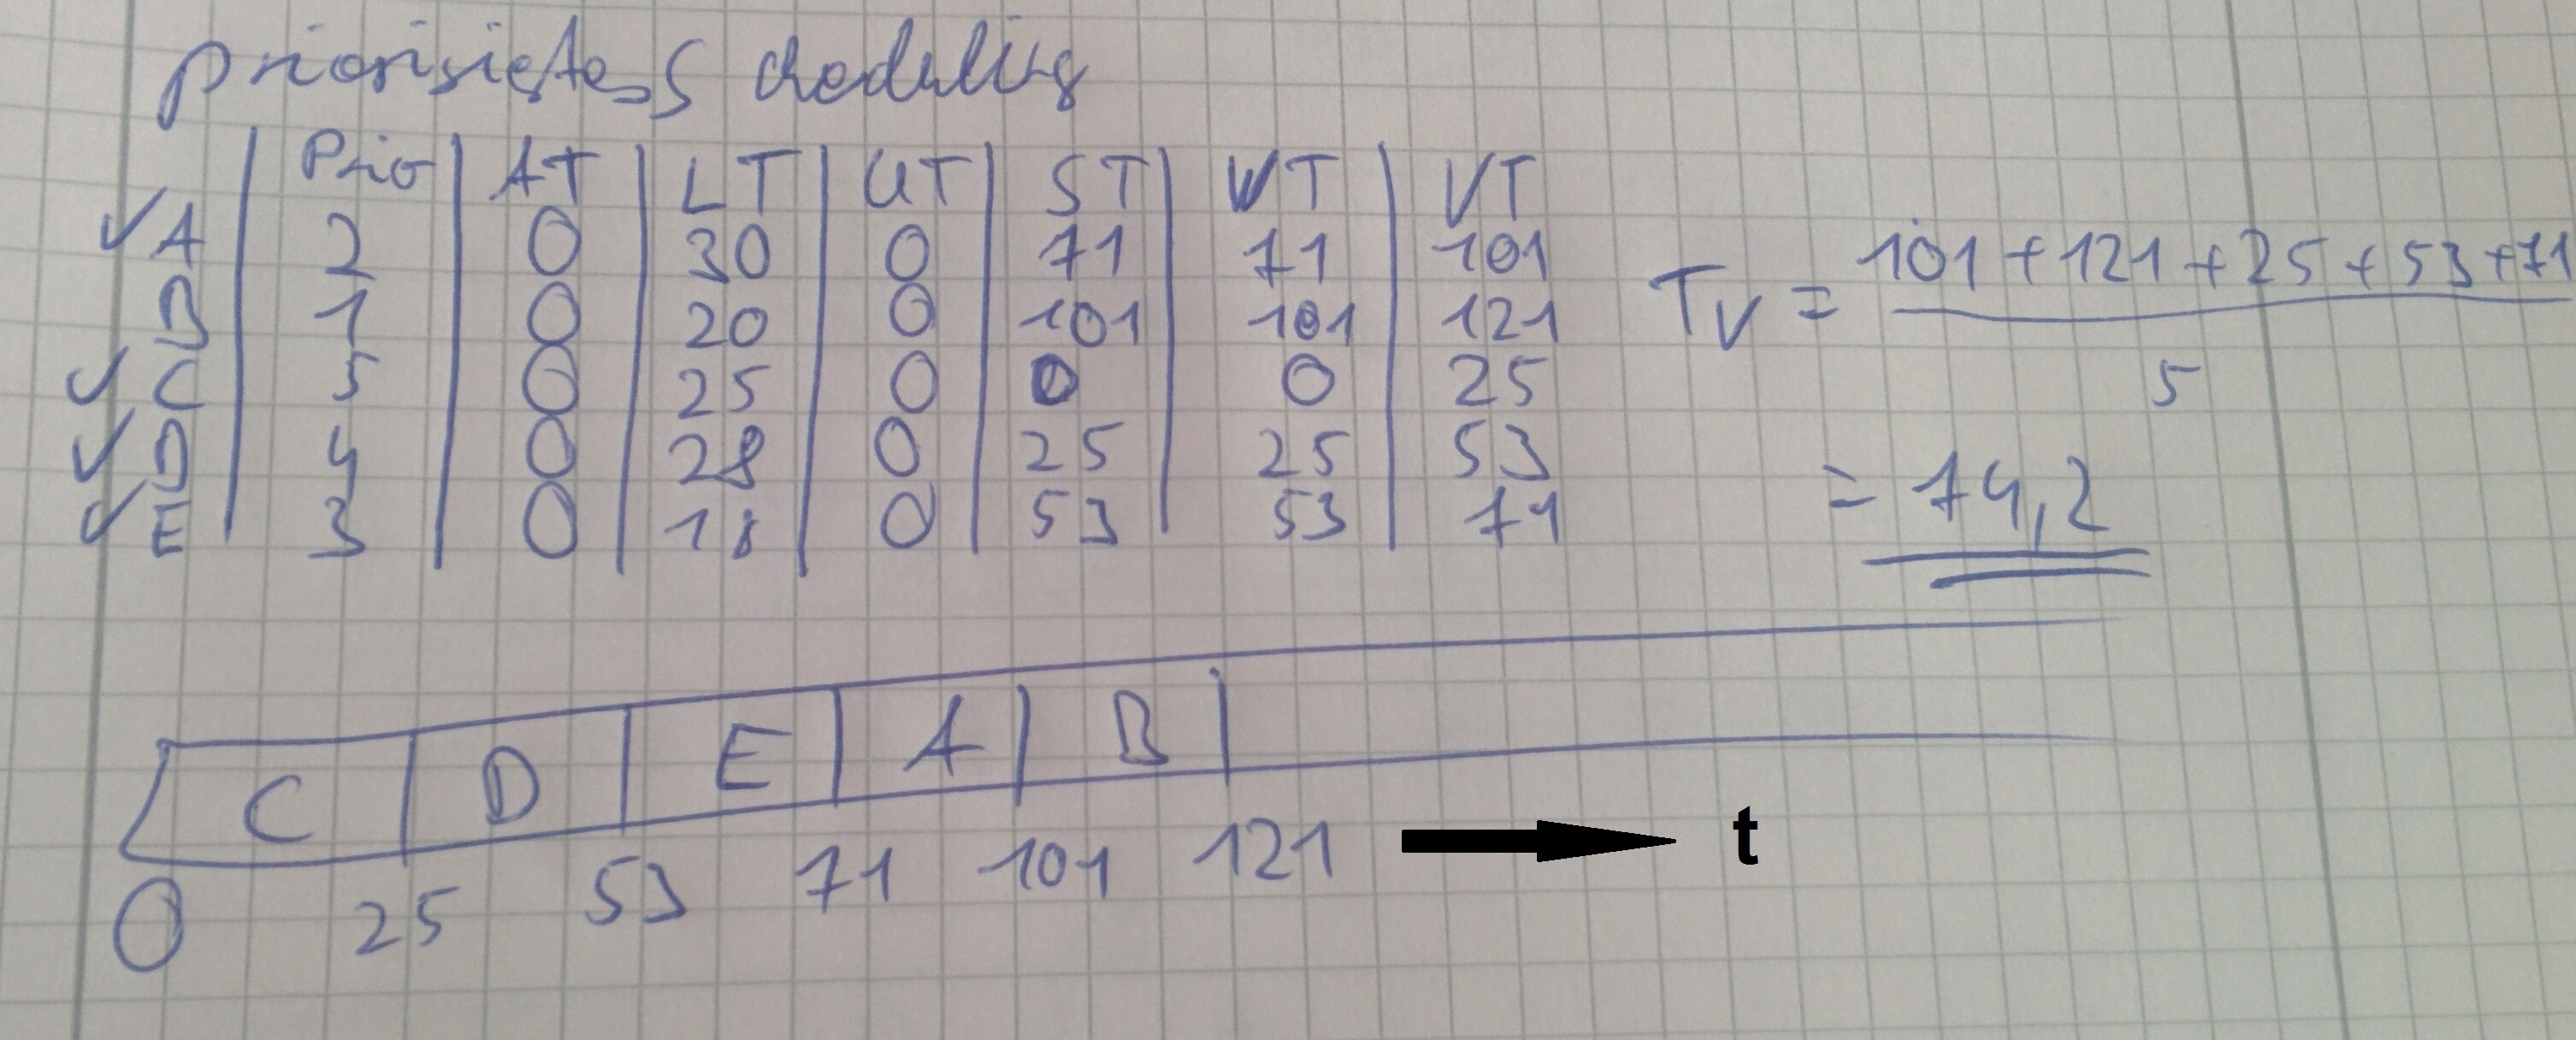 priorisiertes Scheduling
Prio AT LT UT ST WT VT
✓ A 2 0 30 0 71 71 101
B 1 0 20 0 101 101 121
✓ C 5 0 25 0 0 0 25
✓ D 4 0 28 0 25 25 53
✓ E 3 0 18 0 53 53 71
TV = 101 + 121 + 25 + 53 + 71
5
= 74,2
C D E A B
0 25 53 71 101 121 t